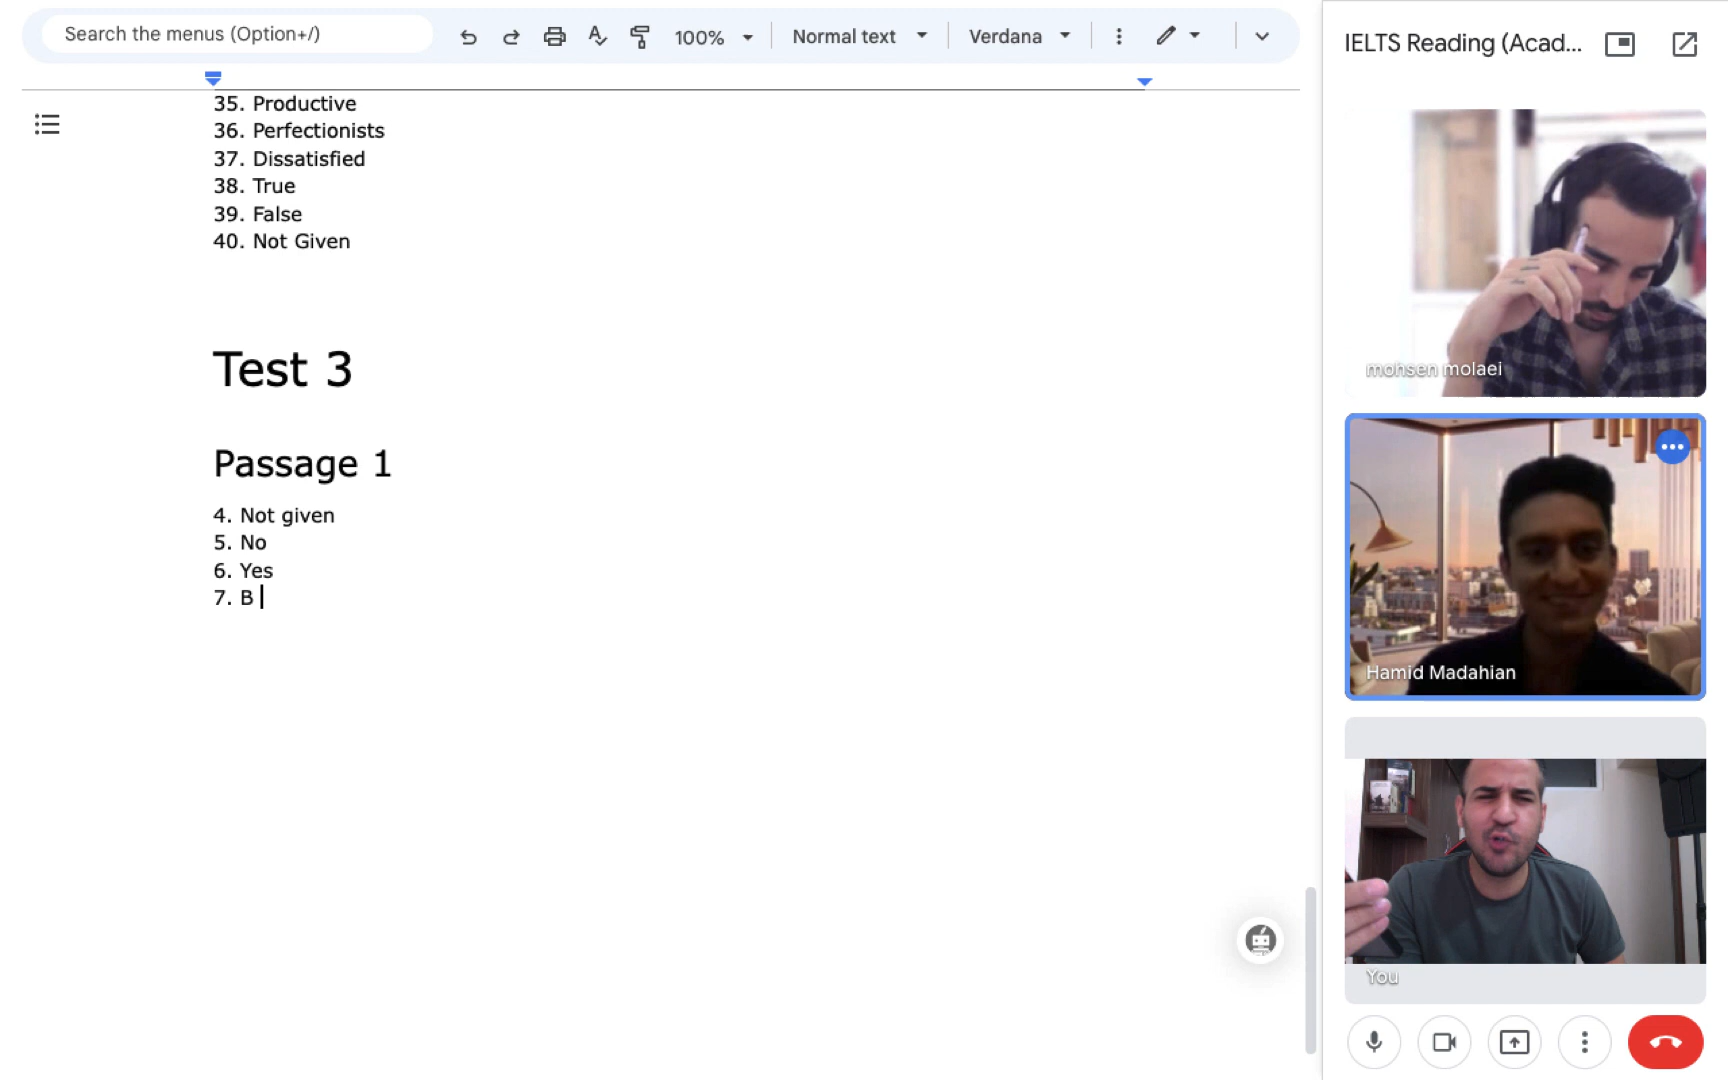 Search the menus (Option+/)
100%
Normal text
Verdana
IELTS Reading (Acad...
35. Productive
36. Perfectionists
37. Dissatisfied
38. True
39. False
40. Not Given
Test 3
Passage 1
4. Not given
5. No
6. Yes
7. B
mohsen molaei
Hamid Madahian
You